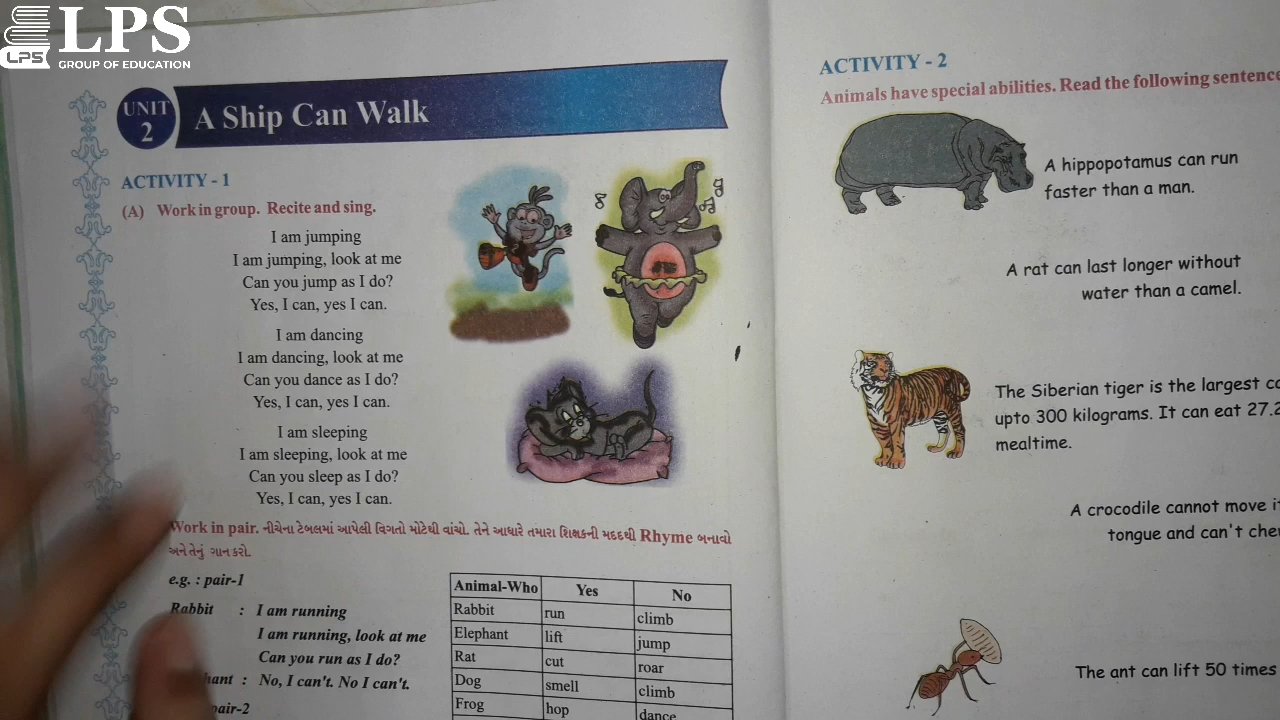 LPS
LPS
GROUP OF EDUCATION
UNIT
2
A Ship Can Walk
ACTIVITY - 1
(A) Work in group. Recite and sing.
I am jumping
I am jumping, look at me
Can you jump as I do?
Yes, I can, yes I can.
I am dancing
I am dancing, look at me
Can you dance as I do?
Yes, I can, yes I can.
I am sleeping
I am sleeping, look at me
Can you sleep as I do?
Yes, I can, yes I can.
Work in pair. નીચેના ટેબલમાં આપેલી વિગતો મોટેથી વાંચો. તેને આધારે તમારા શિક્ષકની મદદથી Rhyme બનાવો
અને તેનું ગાન કરો.
e.g. : pair-1
Rabbit : I am running
I am running, look at me
Can you run as I do?
: No, I can't. No I can't.
pair-2
Animal-Who Yes No
Rabbit run climb
Elephant lift jump
Rat cut roar
Dog smell climb
Frog hop dance
ACTIVITY - 2
Animals have special abilities. Read the following sentence
A hippopotamus can run
faster than a man.
A rat can last longer without
water than a camel.
The Siberian tiger is the largest
upto 300 kilograms. It can eat 27.2
mealtime.
A crocodile cannot move
tongue and can't
The ant can lift 50 times